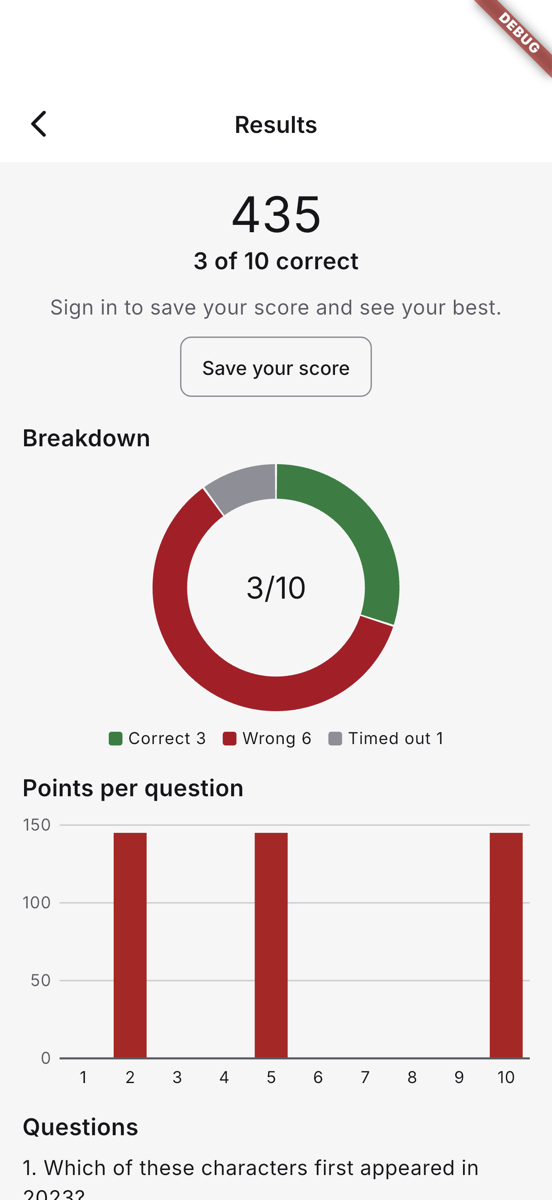 DEBUG
Results
435
3 of 10 correct
Sign in to save your score and see your best.
Save your score
Breakdown
3/10
Correct 3 Wrong 6 Timed out 1
Points per question
150
100
50
0
1 2 3 4 5 6 7 8 9 10
Questions
1. Which of these characters first appeared in
2023?